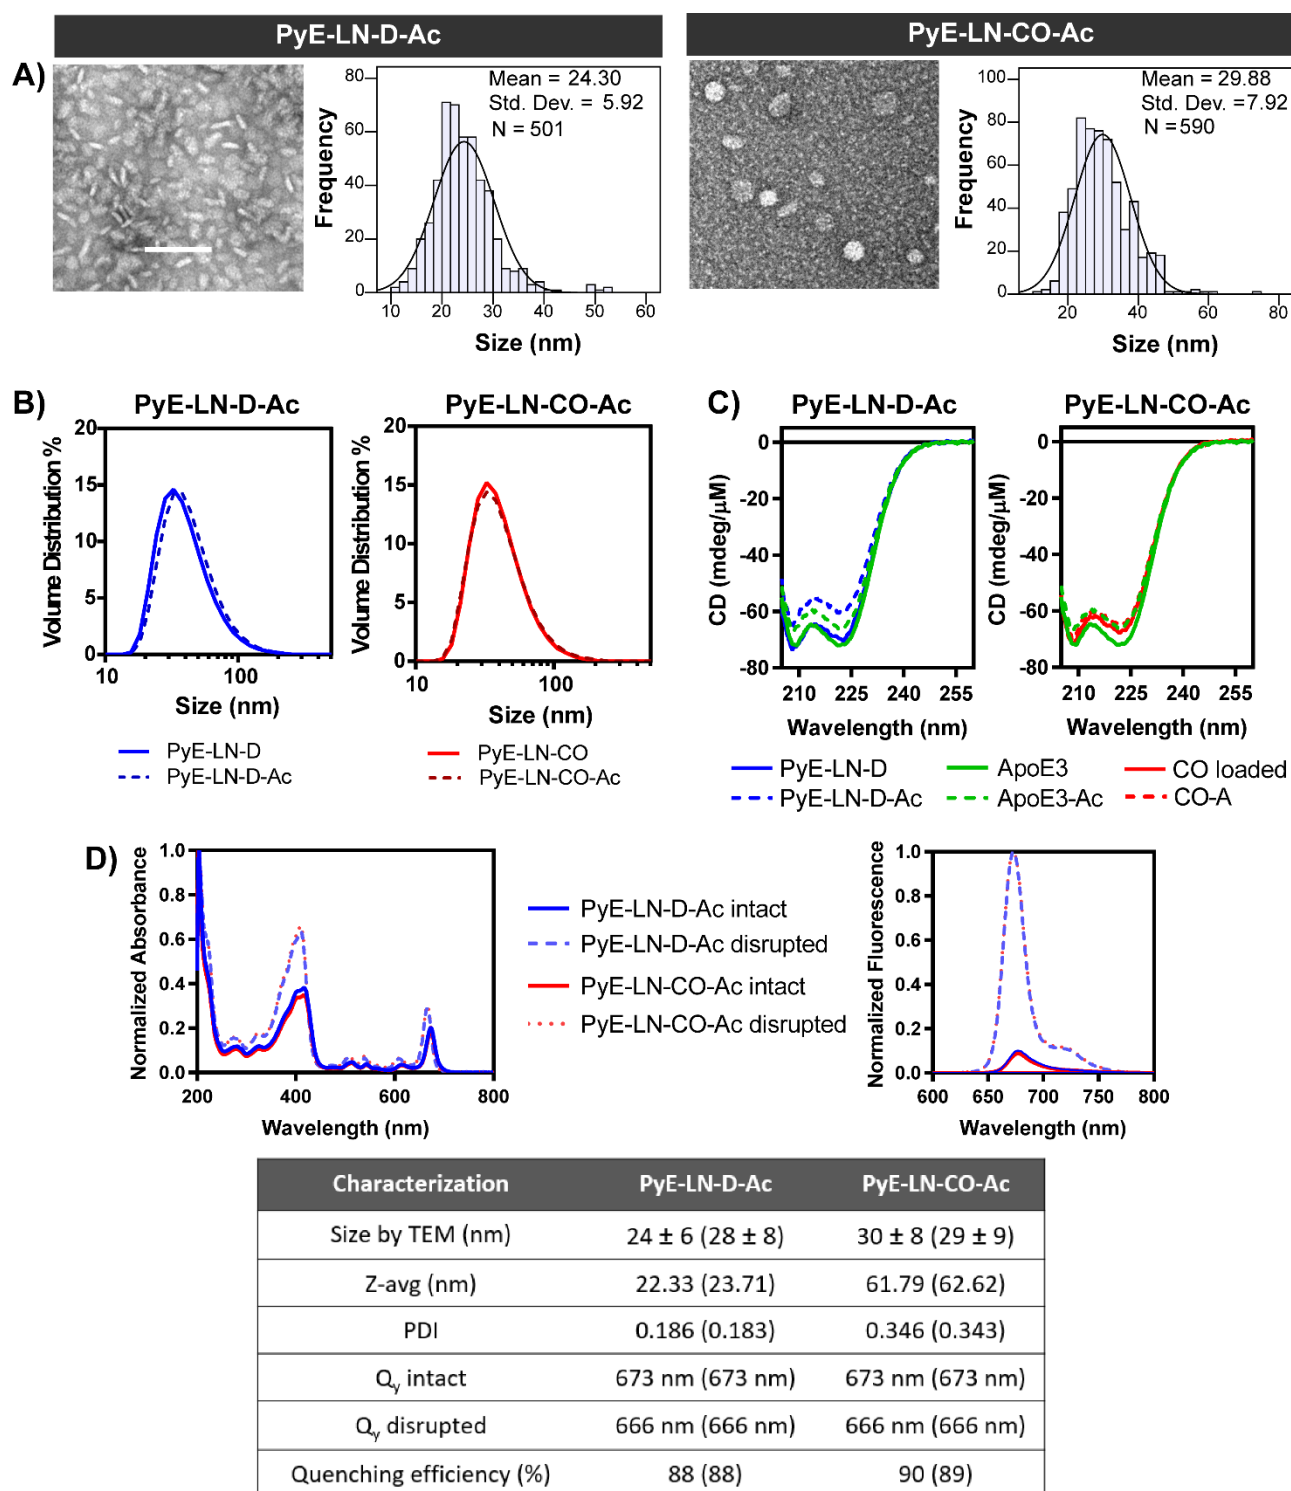 PyE-LN-D-Ac
PyE-LN-CO-Ac
A)
80
60
40
20
0
Frequency
Mean = 24.30
Std. Dev. = 5.92
N = 501
10 20 30 40 50 60
Size (nm)
100
80
60
40
20
0
Frequency
Mean = 29.88
Std. Dev. =7.92
N = 590
20 40 60 80
Size (nm)
B)
PyE-LN-D-Ac
Volume Distribution %
20
15
10
5
0
10 100
Size (nm)
PyE-LN-D
PyE-LN-D-Ac
PyE-LN-CO-Ac
Volume Distribution %
20
15
10
5
0
10 100
Size (nm)
PyE-LN-CO
PyE-LN-CO-Ac
C)
PyE-LN-D-Ac
CD (mdeg/µM)
0
-20
-40
-60
-80
210 225 240 255
Wavelength (nm)
PyE-LN-CO-Ac
CD (mdeg/µM)
0
-20
-40
-60
-80
210 225 240 255
Wavelength (nm)
PyE-LN-D
ApoE3
CO loaded
PyE-LN-D-Ac
ApoE3-Ac
CO-A
D)
Normalized Absorbance
1.0
0.8
0.6
0.4
0.2
0.0
200 400 600 800
Wavelength (nm)
PyE-LN-D-Ac intact
PyE-LN-D-Ac disrupted
PyE-LN-CO-Ac intact
PyE-LN-CO-Ac disrupted
Normalized Fluorescence
1.0
0.8
0.6
0.4
0.2
0.0
600 650 700 750 800
Wavelength (nm)
Characterization PyE-LN-D-Ac PyE-LN-CO-Ac
Size by TEM (nm) 24 ± 6 (28 ± 8) 30 ± 8 (29 ± 9)
Z-avg (nm) 22.33 (23.71) 61.79 (62.62)
PDI 0.186 (0.183) 0.346 (0.343)
Qy intact 673 nm (673 nm) 673 nm (673 nm)
Qy disrupted 666 nm (666 nm) 666 nm (666 nm)
Quenching efficiency (%) 88 (88) 90 (89)